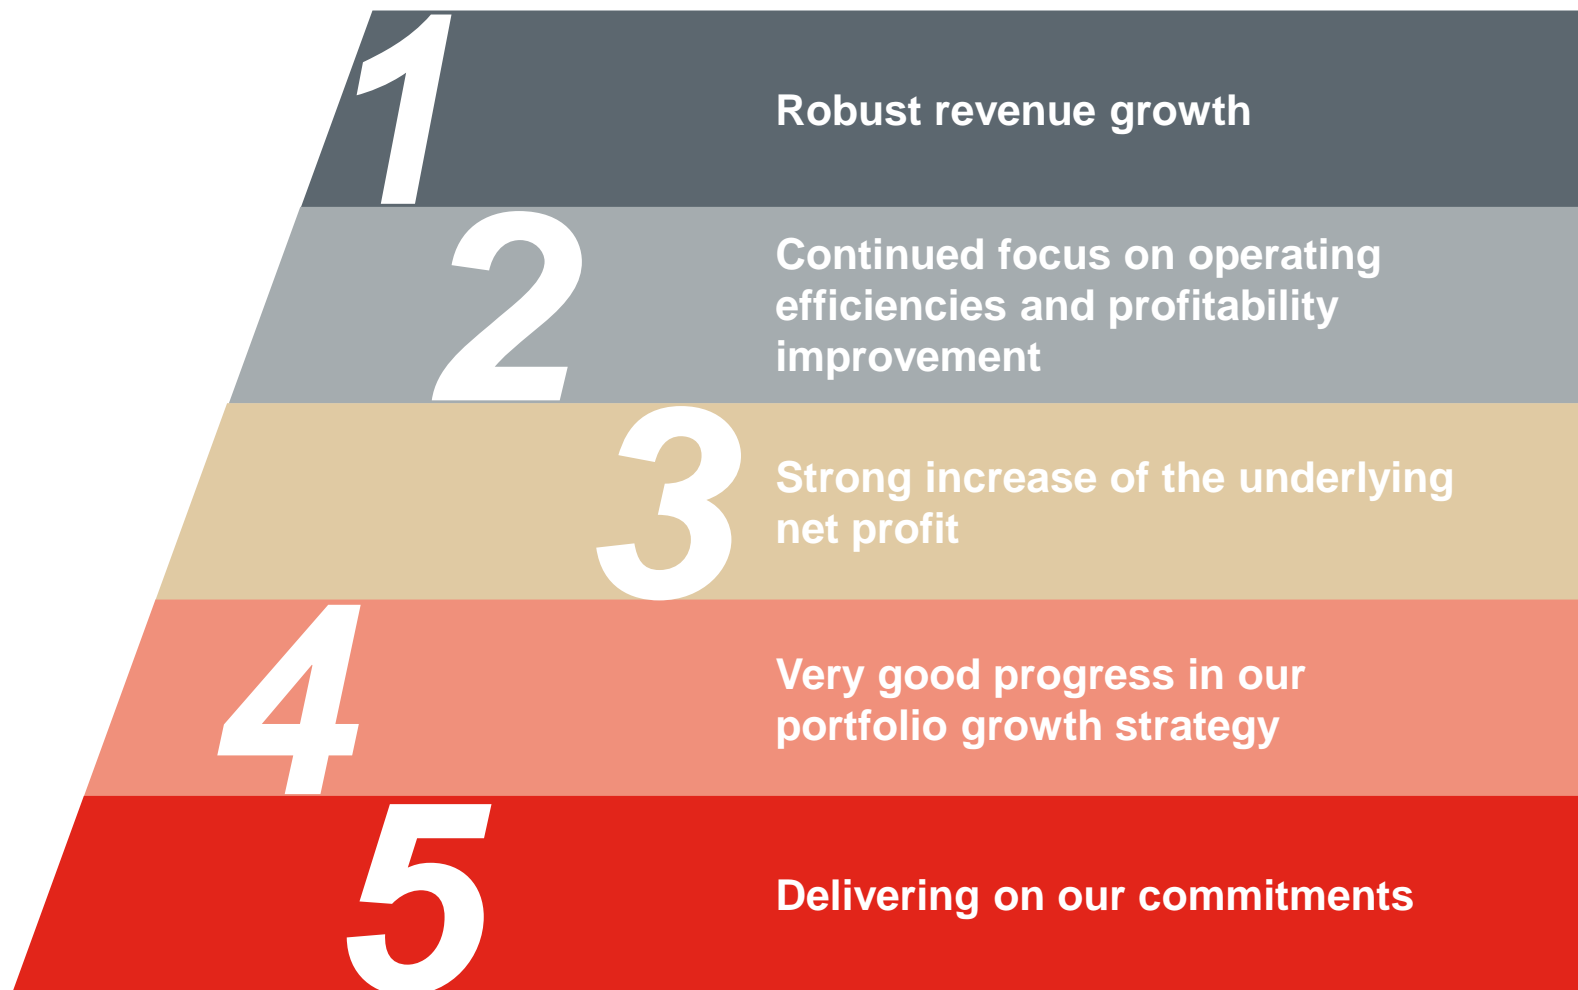 1
Robust revenue growth
2
Continued focus on operating
efficiencies and profitability
improvement
3
Strong increase of the underlying
net profit
4
Very good progress in our
portfolio growth strategy
5
Delivering on our commitments